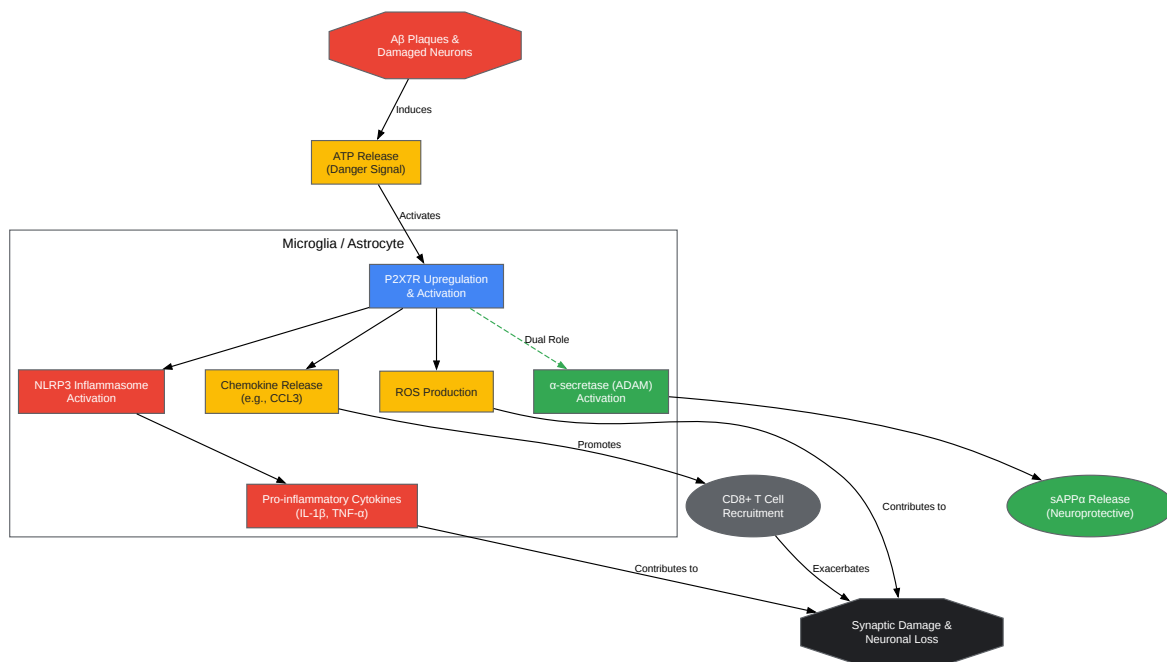 Aβ Plaques &
Damaged Neurons
Induces
ATP Release
(Danger Signal)
Activates
Microglia / Astrocyte
P2X7R Upregulation
& Activation
Dual Role
NLRP3 Inflammasome
Activation
Chemokine Release
(e.g., CCL3)
ROS Production
α-secretase (ADAM)
Activation
Promotes
Pro-inflammatory Cytokines
(IL-1β, TNF-α)
CD8+ T Cell
Recruitment
Contributes to
sAPPα Release
(Neuroprotective)
Contributes to
Exacerbates
Synaptic Damage &
Neuronal Loss